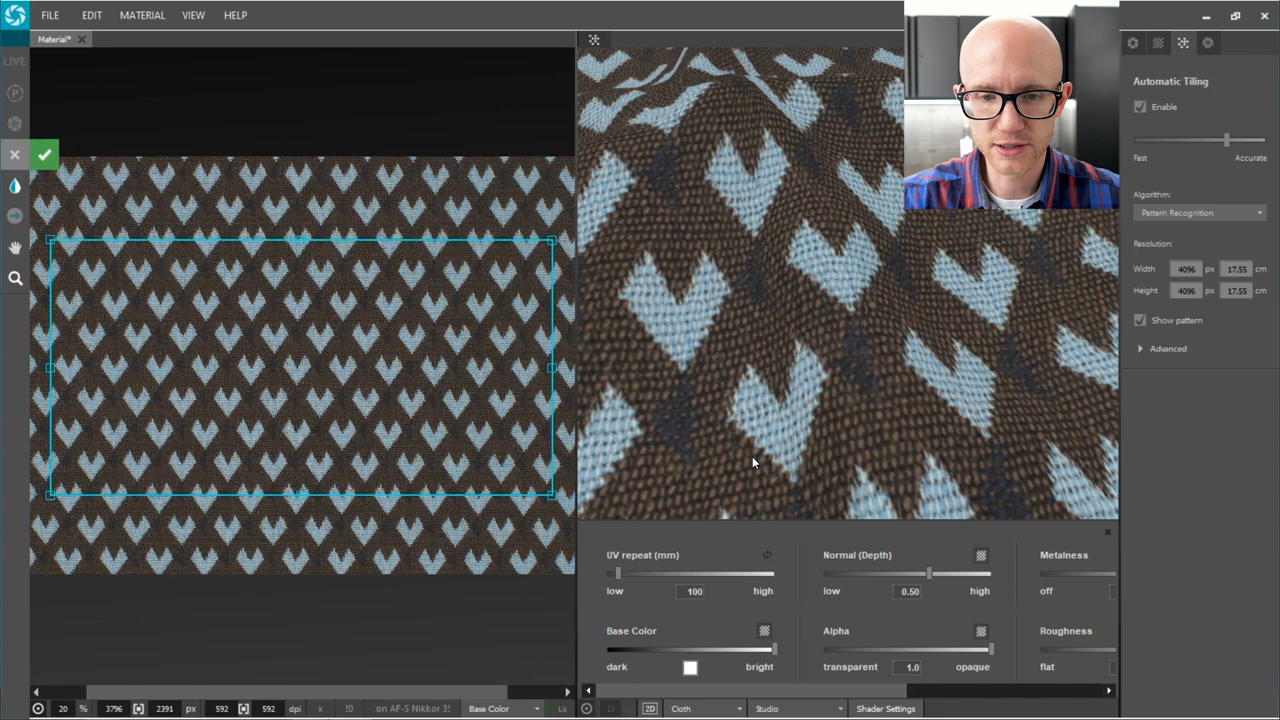 FILE EDIT MATERIAL VIEW HELP
Material*
LIVE
Automatic Tiling
Enable
Fast Accurate
Algorithm:
Pattern Recognition
Resolution:
Width 4096 px 17.55 cm
Height 4096 px 17.55 cm
Show pattern
Advanced
UV repeat (mm) Normal (Depth) Metalness
low 100 high low 0.50 high off
Base Color Alpha Roughness
dark bright transparent 1.0 opaque flat
20 % 3796 2391 px 592 592 dpi x on AF-S Nikkor Base Color 2D Cloth Studio Shader Settings